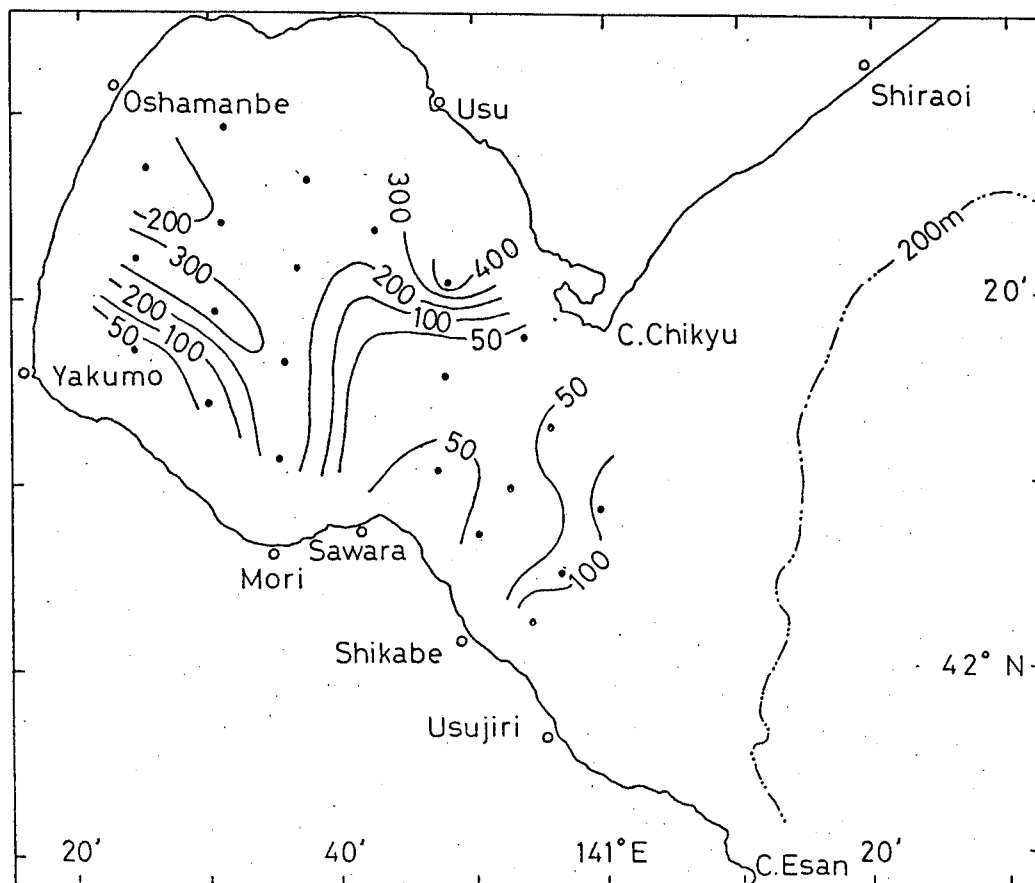 Oshamanbe
Usu
Shiraoi
200
300
200m
300
400
200
20'
200
100
100
50
50
C.Chikyu
Yakumo
50
50
Sawara
Mori
100
Shikabe
42° N
Usujiri
20'
40'
141°E
20'
C.Esan